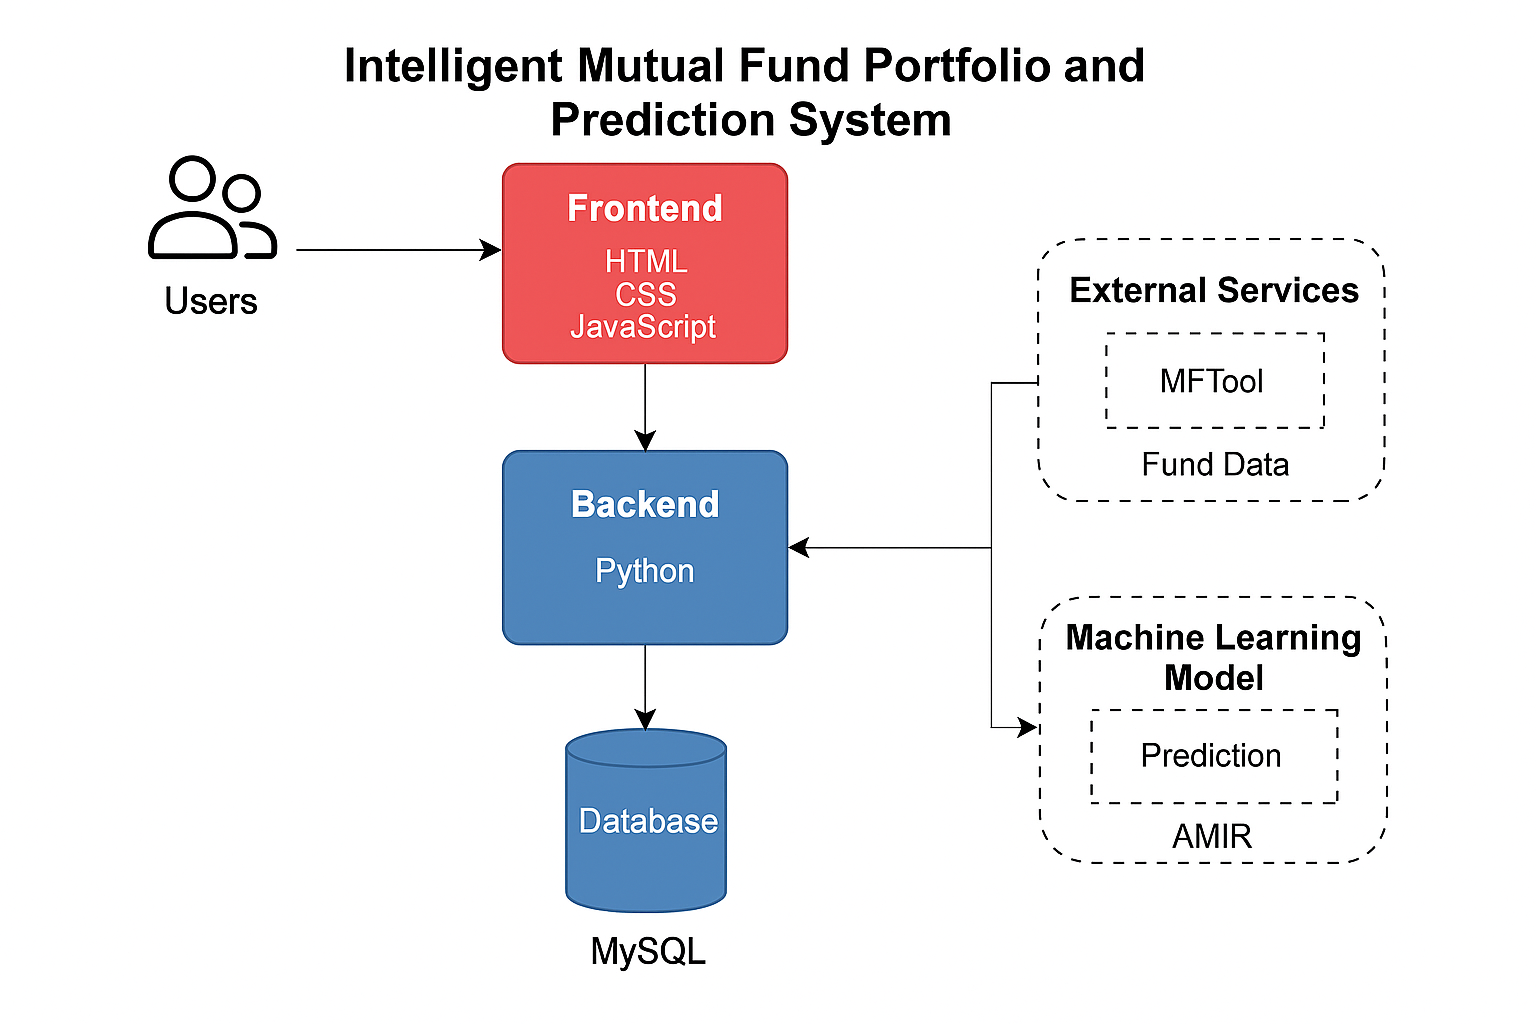 Intelligent Mutual Fund Portfolio and
Prediction System
Users
Frontend
HTML
CSS
JavaScript
Backend
Python
Database
MySQL
External Services
MFTool
Fund Data
Machine Learning
Model
Prediction
AMIR